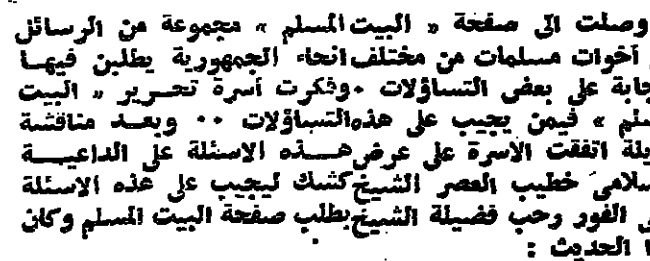 وصلت الى صفحة « البيت المسلم » مجموعة من الرسائل
أخوات مسلمات من مختلف انحاء الجمهورية يطلبن فيها
جابة على بعض التساؤلات . وفكرت أسرة تحرير « البيت
سلم » فيمن يجيب على هذه التساؤلات .. وبعد مناقشة
يلة اتفقت الاسرة على عرض هذه الاسئلة على الداعية
سلامى خطيب العصر الشيخ كشك ليجيب على هذه الاسئلة
ى الفور رحب فضيلة الشيخ بطلب صفحة البيت المسلم وكان
ا الحديث :